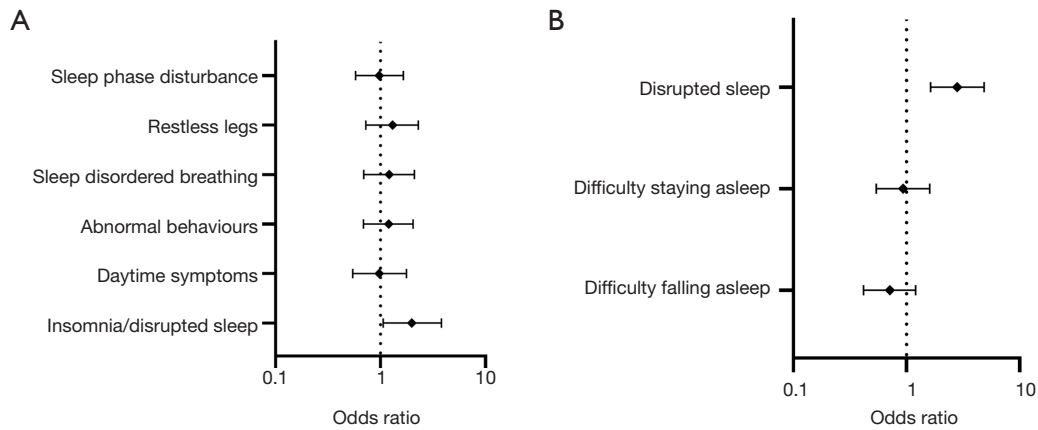 A
Sleep phase disturbance
Restless legs
Sleep disordered breathing
Abnormal behaviours
Daytime symptoms
Insomnia/disrupted sleep
0.1 1 10
Odds ratio
B
Disrupted sleep
Difficulty staying asleep
Difficulty falling asleep
0.1 1 10
Odds ratio